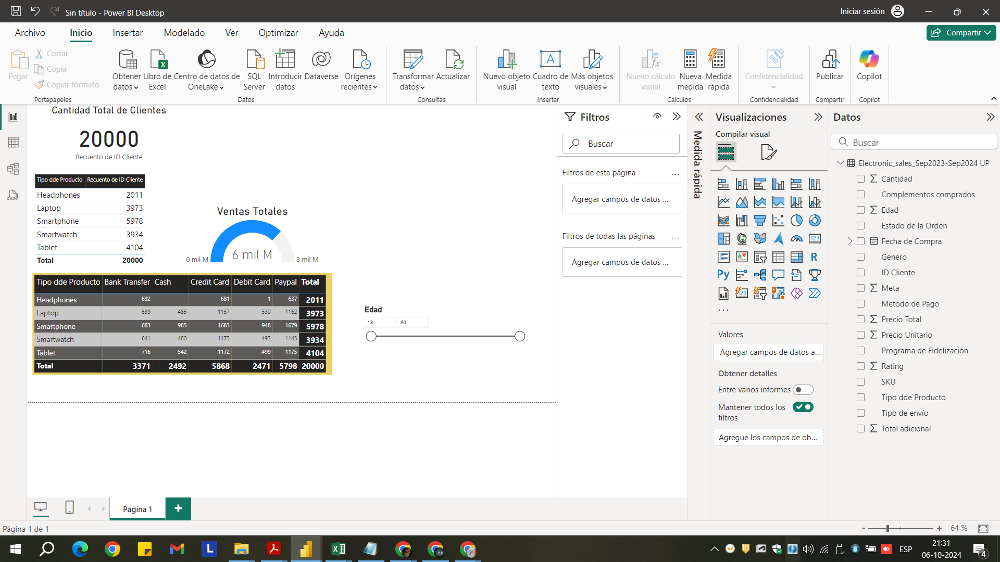 Sin título - Power BI Desktop
Iniciar sesión
Archivo Inicio Insertar Modelado Ver Optimizar Ayuda
Compartir
Pegar
Cortar
Copia
Copiar formato
Portapapeles
Obtener datos
Libro de Excel
Centro de datos de OneLake
SQL Server
Introducir datos
Dataverse
Orígenes recientes
Datos
Transformar datos
Actualizar
Consultas
Nuevo objeto visual
Cuadro de texto
Más objetos visuales
Insertar
Nuevo cálculo visual
Nueva medida
Medida rápida
Cálculos
Confidencialidad
Confidencialidad
Publicar
Compartir
Copilot
Copilot
Cantidad Total de Clientes
20000
Recuento de ID Cliente
Tipo dde Producto Recuento de ID Cliente
Headphones 2011
Laptop 3973
Smartphone 5978
Smartwatch 3934
Tablet 4104
Total 20000
Ventas Totales
6 mil M
0 mil M
8 mil M
Tipo dde Producto Bank Transfer Cash Credit Card Debit Card Paypal Total
Headphones 692 681 1 637 2011
Laptop 639 485 1157 530 1162 3973
Smartphone 683 985 1683 948 1679 5978
Smartwatch 641 480 1175 493 1145 3934
Tablet 716 542 1172 499 1175 4104
Total 3371 2492 5868 2471 5798 20000
Edad
18 80
Filtros
Buscar
Filtros de esta página ...
Agregar campos de datos ...
Filtros de todas las páginas ...
Agregar campos de datos ...
Medida rápida
Visualizaciones
Compilar visual
123
R
Py
123
...
Valores
Agregar campos de datos a...
Obtener detalles
Entre varios informes
Mantener todos los filtros
Agregue los campos de ob...
Datos
Buscar
Electronic_sales_Sep2023-Sep2024 UP
Cantidad
Complementos comprados
Edad
Estado de la Orden
Fecha de Compra
Genero
ID Cliente
Meta
Metodo de Pago
Precio Total
Precio Unitario
Programa de Fidelización
Rating
SKU
Tipo dde Producto
Tipo de envío
Total adicional
DAX
Página 1
+
Página 1 de 1
- + 64 %
L
ESP
21:31
06-10-2024
4